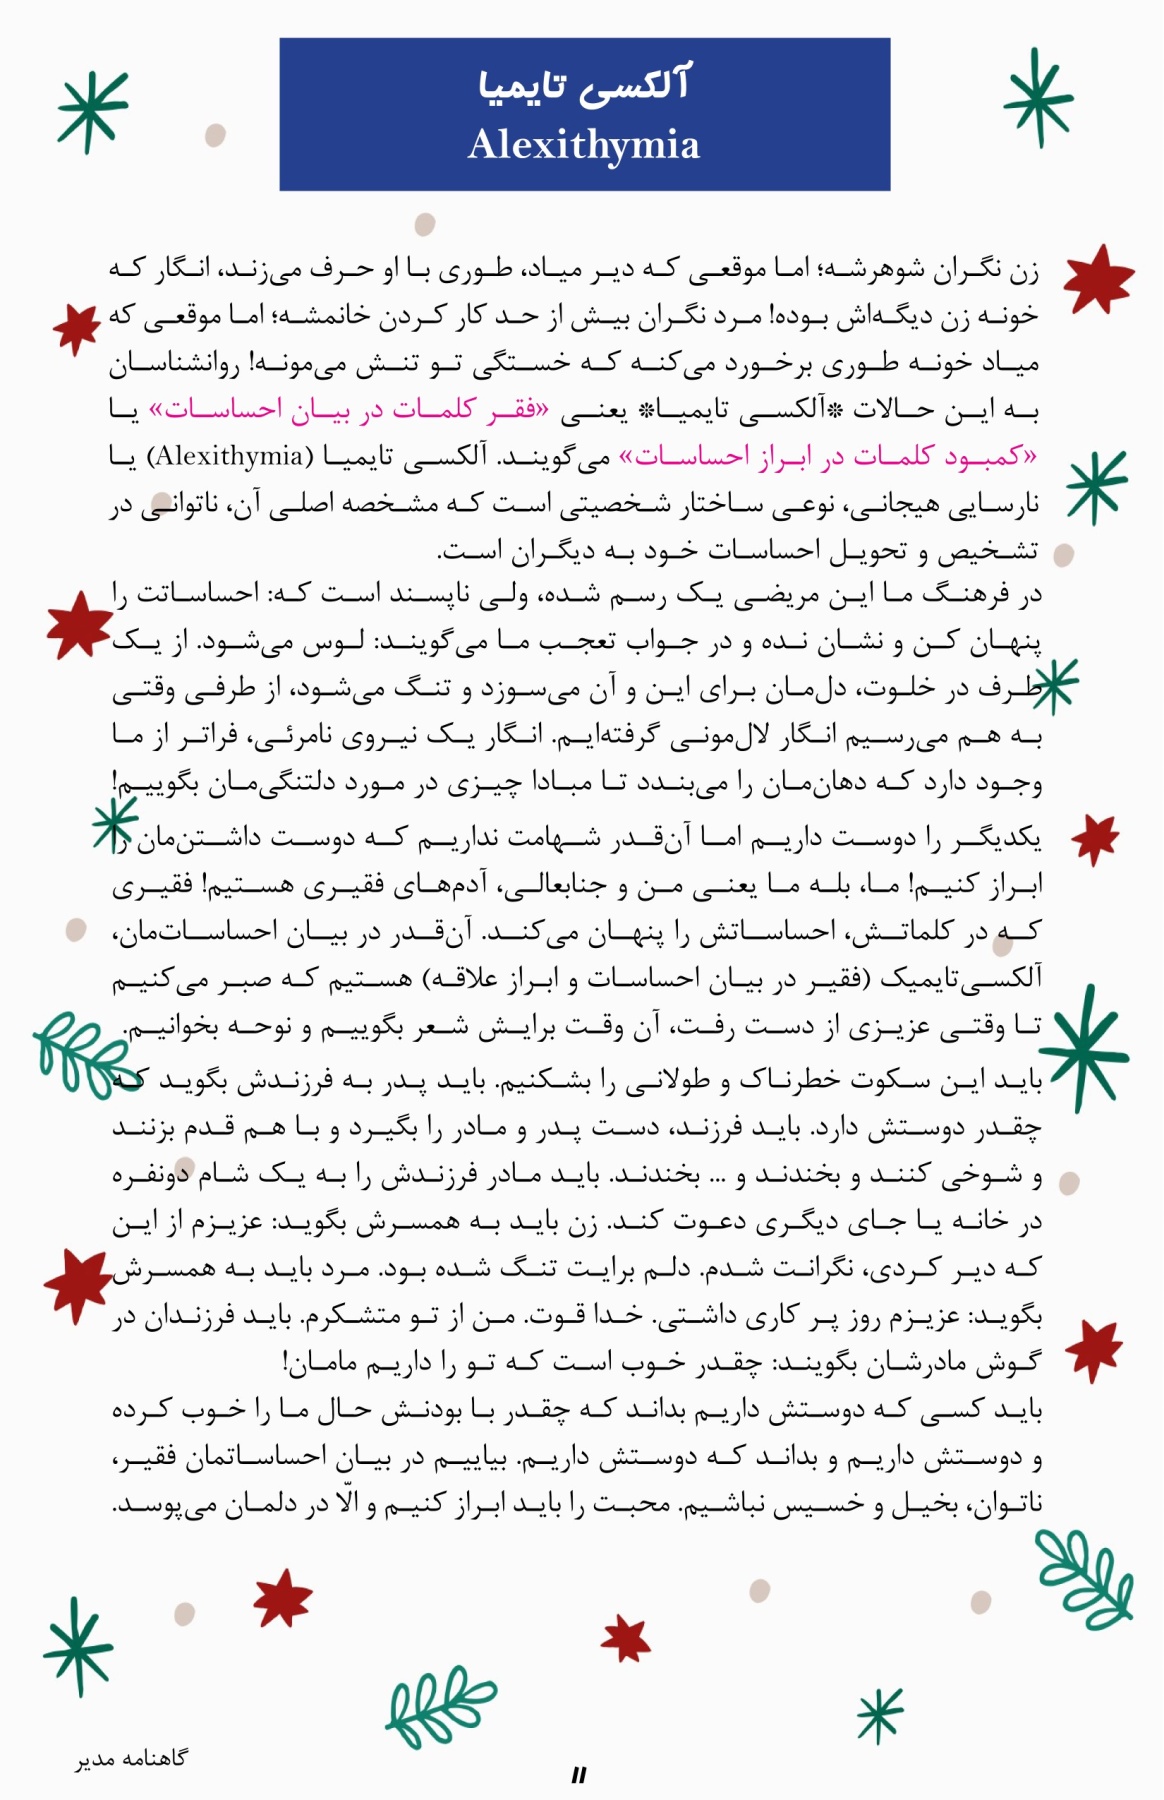 آلکسی تایمیا
Alexithymia
زن نگران شوهرشه؛ اما موقعی که دیر میاد، طوری با او حرف می‌زند، انگار که
خونه زن دیگه‌اش بوده! مرد نگران بیش از حد کار کردن خانمشه؛ اما موقعی که
میاد خونه طوری برخورد می‌کنه که خستگی تو تنش می‌مونه! روانشناسان
به این حالات *آلکسی تایمیا* یعنی «فقر کلمات در بیان احساسات» یا
«کمبود کلمات در ابراز احساسات» می‌گویند. آلکسی تایمیا (Alexithymia) یا
نارسایی هیجانی، نوعی ساختار شخصیتی است که مشخصه اصلی آن، ناتوانی در
تشخیص و تحویل احساسات خود به دیگران است.
در فرهنگ ما این مریضی یک رسم شده، ولی ناپسند است که: احساساتت را
پنهان کن و نشان نده و در جواب تعجب ما می‌گویند: لوس می‌شود. از یک
طرف در خلوت، دل‌مان برای این و آن می‌سوزد و تنگ می‌شود، از طرفی وقتی
به هم می‌رسیم انگار لال‌مونی گرفته‌ایم. انگار یک نیروی نامرئی، فراتر از ما
وجود دارد که دهان‌مان را می‌بندد تا مبادا چیزی در مورد دلتنگی‌مان بگوییم!
یکدیگر را دوست داریم اما آن‌قدر شهامت نداریم که دوست داشتن‌مان را
ابراز کنیم! ما، بله ما یعنی من و جنابعالی، آدم‌های فقیری هستیم! فقیری
که در کلماتش، احساساتش را پنهان می‌کند. آن‌قدر در بیان احساسات‌مان،
آلکسی‌تایمیک (فقیر در بیان احساسات و ابراز علاقه) هستیم که صبر می‌کنیم
تا وقتی عزیزی از دست رفت، آن وقت برایش شعر بگوییم و نوحه بخوانیم.
باید این سکوت خطرناک و طولانی را بشکنیم. باید پدر به فرزندش بگوید که
چقدر دوستش دارد. باید فرزند، دست پدر و مادر را بگیرد و با هم قدم بزنند
و شوخی کنند و بخندند و ... بخندند. باید مادر فرزندش را به یک شام دونفره
در خانه یا جای دیگری دعوت کند. زن باید به همسرش بگوید: عزیزم از این
که دیر کردی، نگرانت شدم. دلم برایت تنگ شده بود. مرد باید به همسرش
بگوید: عزیزم روز پر کاری داشتی. خدا قوت. من از تو متشکرم. باید فرزندان در
گوش مادرشان بگویند: چقدر خوب است که تو را داریم مامان!
باید کسی که دوستش داریم بداند که چقدر با بودنش حال ما را خوب کرده
و دوستش داریم و بداند که دوستش داریم. بیاییم در بیان احساساتمان فقیر،
ناتوان، بخیل و خسیس نباشیم. محبت را باید ابراز کنیم و الّا در دلمان می‌پوسد.
گاهنامه مدیر
۱۱